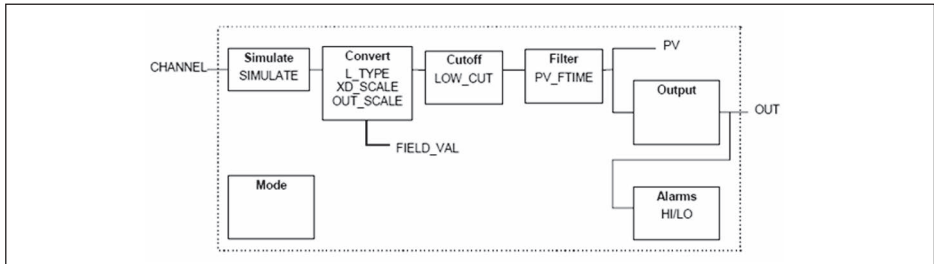 CHANNEL
Simulate
SIMULATE
Convert
L_TYPE
XD_SCALE
OUT_SCALE
Cutoff
LOW_CUT
Filter
PV_FTIME
PV
Output
OUT
FIELD_VAL
Mode
Alarms
HI/LO